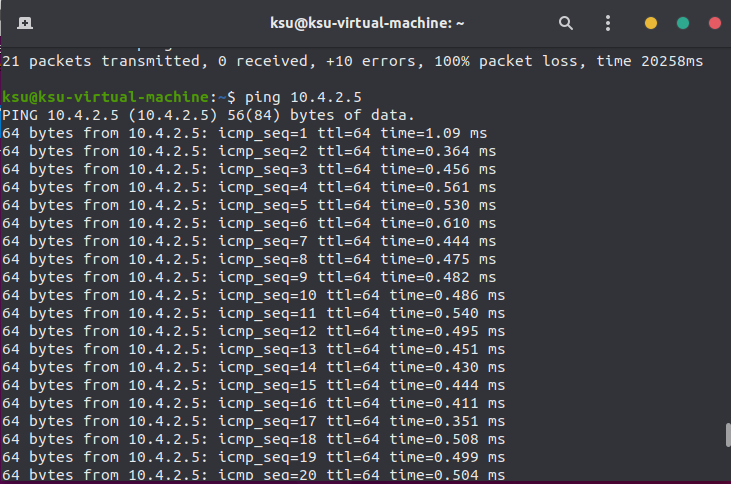 ksu@ksu-virtual-machine: ~
21 packets transmitted, 0 received, +10 errors, 100% packet loss, time 20258ms
ksu@ksu-virtual-machine:~$ ping 10.4.2.5
PING 10.4.2.5 (10.4.2.5) 56(84) bytes of data.
64 bytes from 10.4.2.5: icmp_seq=1 ttl=64 time=1.09 ms
64 bytes from 10.4.2.5: icmp_seq=2 ttl=64 time=0.364 ms
64 bytes from 10.4.2.5: icmp_seq=3 ttl=64 time=0.456 ms
64 bytes from 10.4.2.5: icmp_seq=4 ttl=64 time=0.561 ms
64 bytes from 10.4.2.5: icmp_seq=5 ttl=64 time=0.530 ms
64 bytes from 10.4.2.5: icmp_seq=6 ttl=64 time=0.610 ms
64 bytes from 10.4.2.5: icmp_seq=7 ttl=64 time=0.444 ms
64 bytes from 10.4.2.5: icmp_seq=8 ttl=64 time=0.475 ms
64 bytes from 10.4.2.5: icmp_seq=9 ttl=64 time=0.482 ms
64 bytes from 10.4.2.5: icmp_seq=10 ttl=64 time=0.486 ms
64 bytes from 10.4.2.5: icmp_seq=11 ttl=64 time=0.540 ms
64 bytes from 10.4.2.5: icmp_seq=12 ttl=64 time=0.495 ms
64 bytes from 10.4.2.5: icmp_seq=13 ttl=64 time=0.451 ms
64 bytes from 10.4.2.5: icmp_seq=14 ttl=64 time=0.430 ms
64 bytes from 10.4.2.5: icmp_seq=15 ttl=64 time=0.444 ms
64 bytes from 10.4.2.5: icmp_seq=16 ttl=64 time=0.411 ms
64 bytes from 10.4.2.5: icmp_seq=17 ttl=64 time=0.351 ms
64 bytes from 10.4.2.5: icmp_seq=18 ttl=64 time=0.508 ms
64 bytes from 10.4.2.5: icmp_seq=19 ttl=64 time=0.499 ms
64 bytes from 10.4.2.5: icmp_seq=20 ttl=64 time=0.504 ms